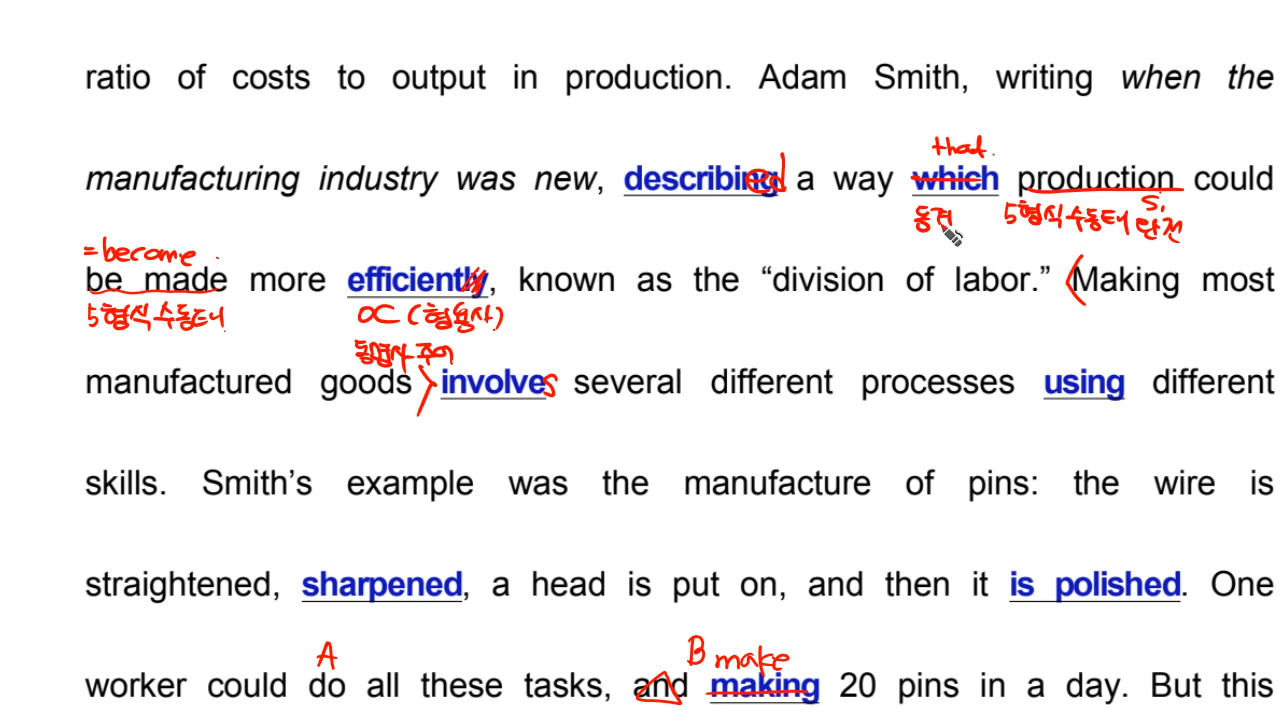 ratio of costs to output in production. Adam Smith, writing when the
that.
manufacturing industry was new, describing ed a way which production could
동격 5형식 수동태 S. 완전
= become
be made more efficiently, known as the “division of labor.” < Making most
5형식 수동태 OC (형용사)
동명사 주어
manufactured goods > involves several different processes using different
skills. Smith’s example was the manufacture of pins: the wire is
straightened, sharpened, a head is put on, and then it is polished. One
A B make
worker could do all these tasks, and making 20 pins in a day. But this